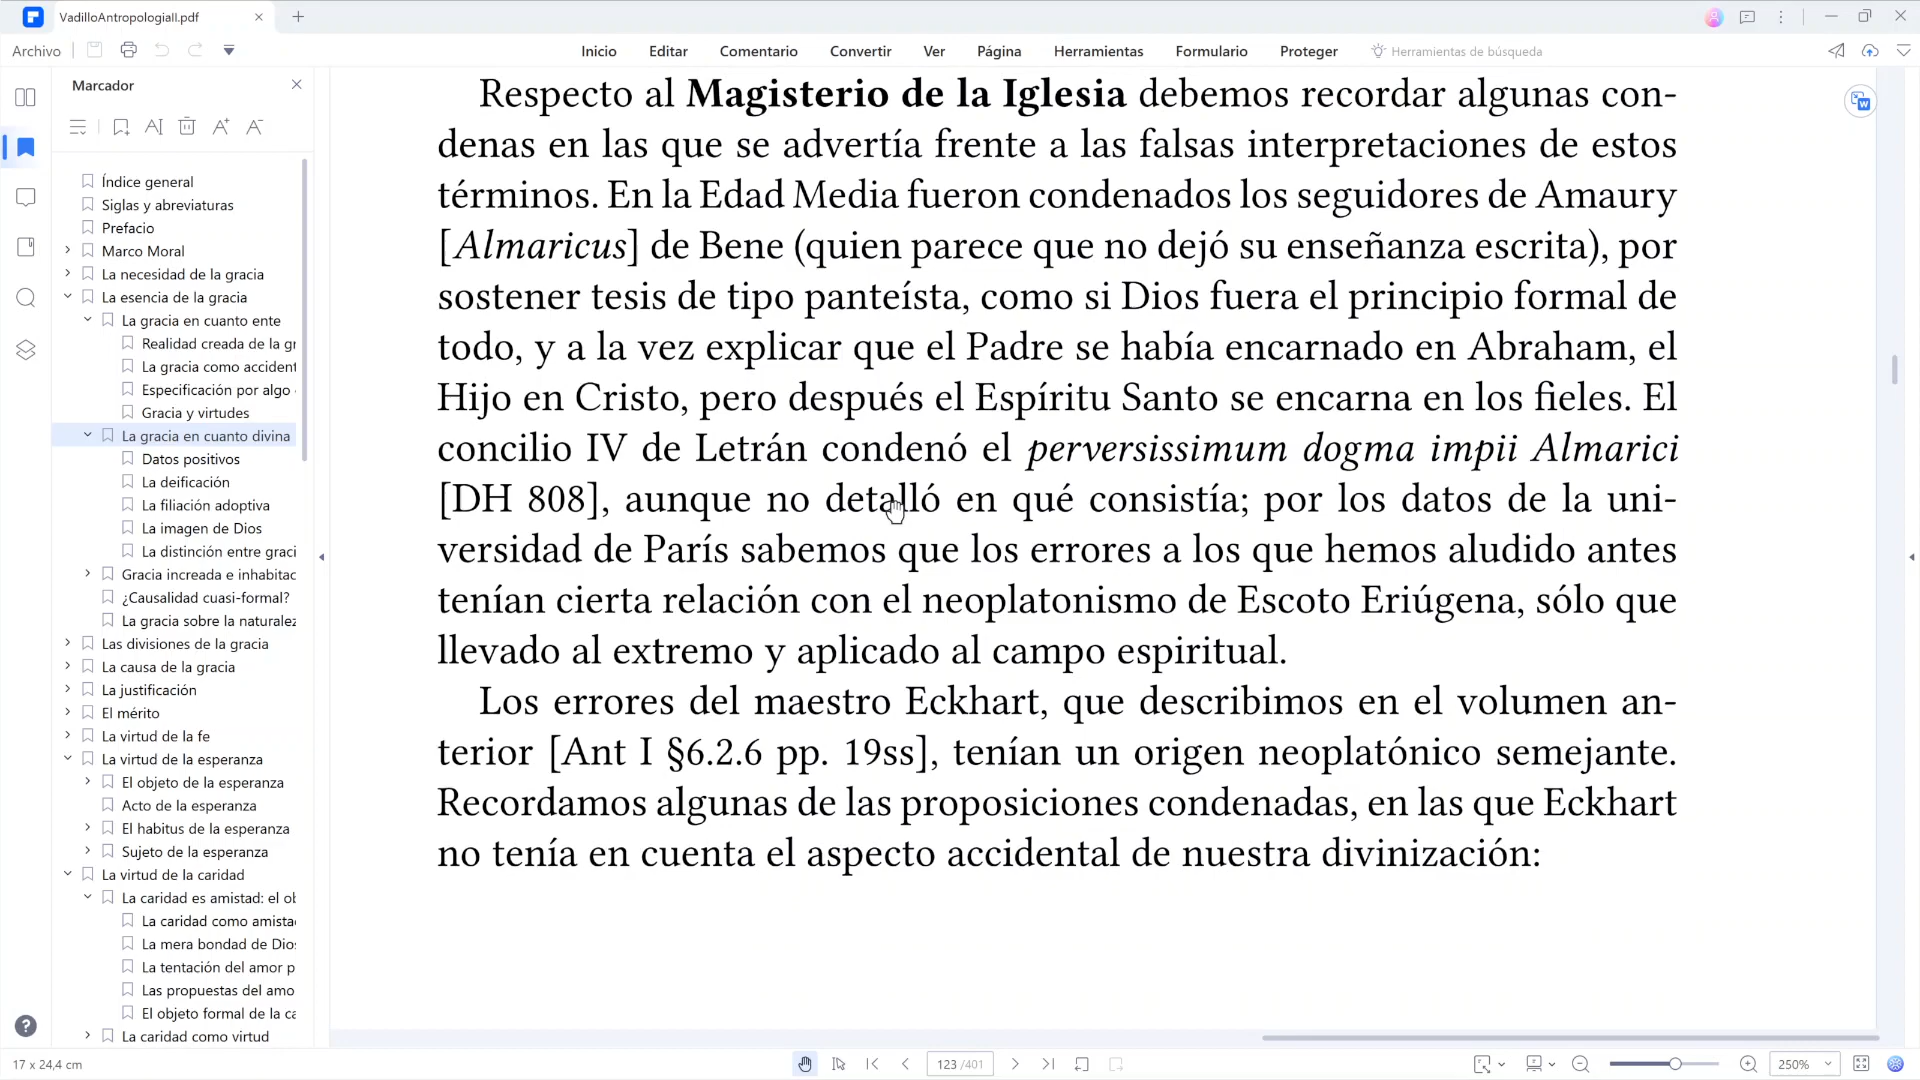 VadilloAntropologiaII.pdf
Archivo
Inicio
Editar
Comentario
Convertir
Ver
Página
Herramientas
Formulario
Proteger
Herramientas de búsqueda
Marcador
Índice general
Siglas y abreviaturas
Prefacio
Marco Moral
La necesidad de la gracia
La esencia de la gracia
La gracia en cuanto ente
Realidad creada de la gr
La gracia como accident
Especificación por algo
Gracia y virtudes
La gracia en cuanto divina
Datos positivos
La deificación
La filiación adoptiva
La imagen de Dios
La distinción entre graci
Gracia increada e inhabitac
¿Causalidad cuasi-formal?
La gracia sobre la naturalez
Las divisiones de la gracia
La causa de la gracia
La justificación
El mérito
La virtud de la fe
La virtud de la esperanza
El objeto de la esperanza
Acto de la esperanza
El habitus de la esperanza
Sujeto de la esperanza
La virtud de la caridad
La caridad es amistad: el ob
La caridad como amista
La mera bondad de Dios
La tentación del amor p
Las propuestas del amo
El objeto formal de la ca
La caridad como virtud
Respecto al Magisterio de la Iglesia debemos recordar algunas con-
denas en las que se advertía frente a las falsas interpretaciones de estos
términos. En la Edad Media fueron condenados los seguidores de Amaury
[Almaricus] de Bene (quien parece que no dejó su enseñanza escrita), por
sostener tesis de tipo panteísta, como si Dios fuera el principio formal de
todo, y a la vez explicar que el Padre se había encarnado en Abraham, el
Hijo en Cristo, pero después el Espíritu Santo se encarna en los fieles. El
concilio IV de Letrán condenó el perversissimum dogma impii Almarici
[DH 808], aunque no detalló en qué consistía; por los datos de la uni-
versidad de París sabemos que los errores a los que hemos aludido antes
tenían cierta relación con el neoplatonismo de Escoto Eriúgena, sólo que
llevado al extremo y aplicado al campo espiritual.
Los errores del maestro Eckhart, que describimos en el volumen an-
terior [Ant I §6.2.6 pp. 19ss], tenían un origen neoplatónico semejante.
Recordamos algunas de las proposiciones condenadas, en las que Eckhart
no tenía en cuenta el aspecto accidental de nuestra divinización:
17 x 24,4 cm
123 /401
250%